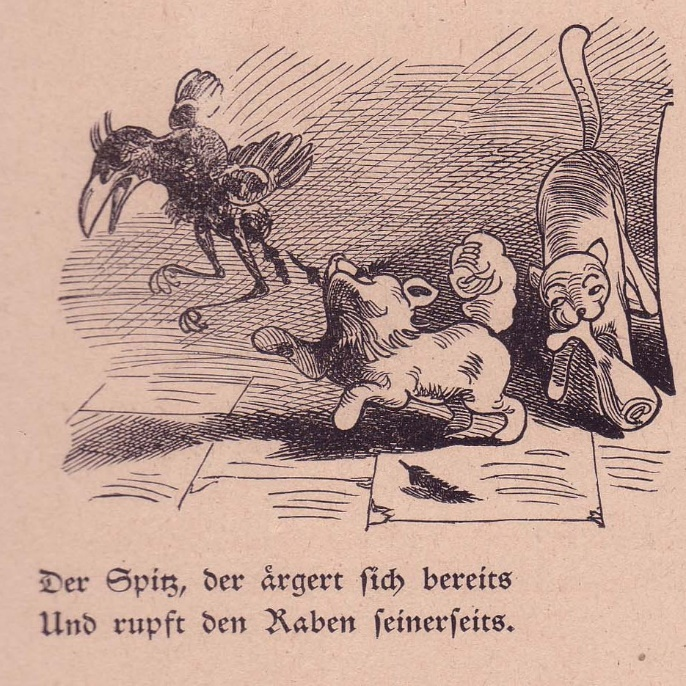 Der Spitz, der ärgert sich bereits
Und rupft den Raben seinerseits.